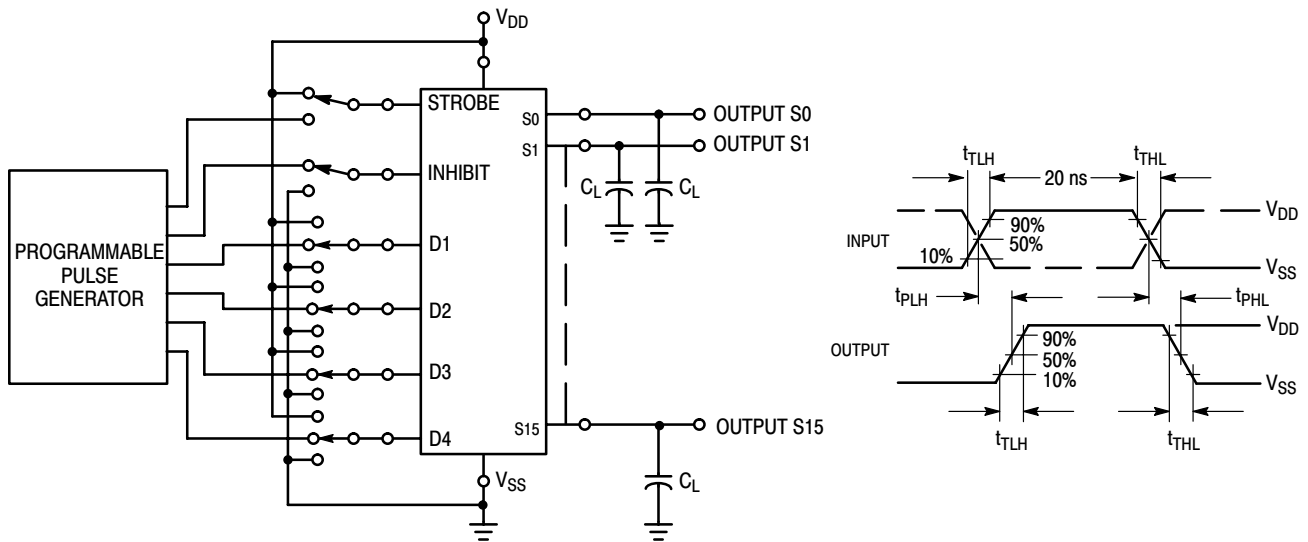 VDD
PROGRAMMABLE
PULSE
GENERATOR
STROBE
INHIBIT
D1
D2
D3
D4
S0
S1
S15
VSS
OUTPUT S0
OUTPUT S1
CL
CL
OUTPUT S15
CL
tTLH
tTHL
20 ns
INPUT
90%
50%
10%
VDD
VSS
tPLH
tPHL
OUTPUT
90%
50%
10%
VDD
VSS
tTLH
tTHL